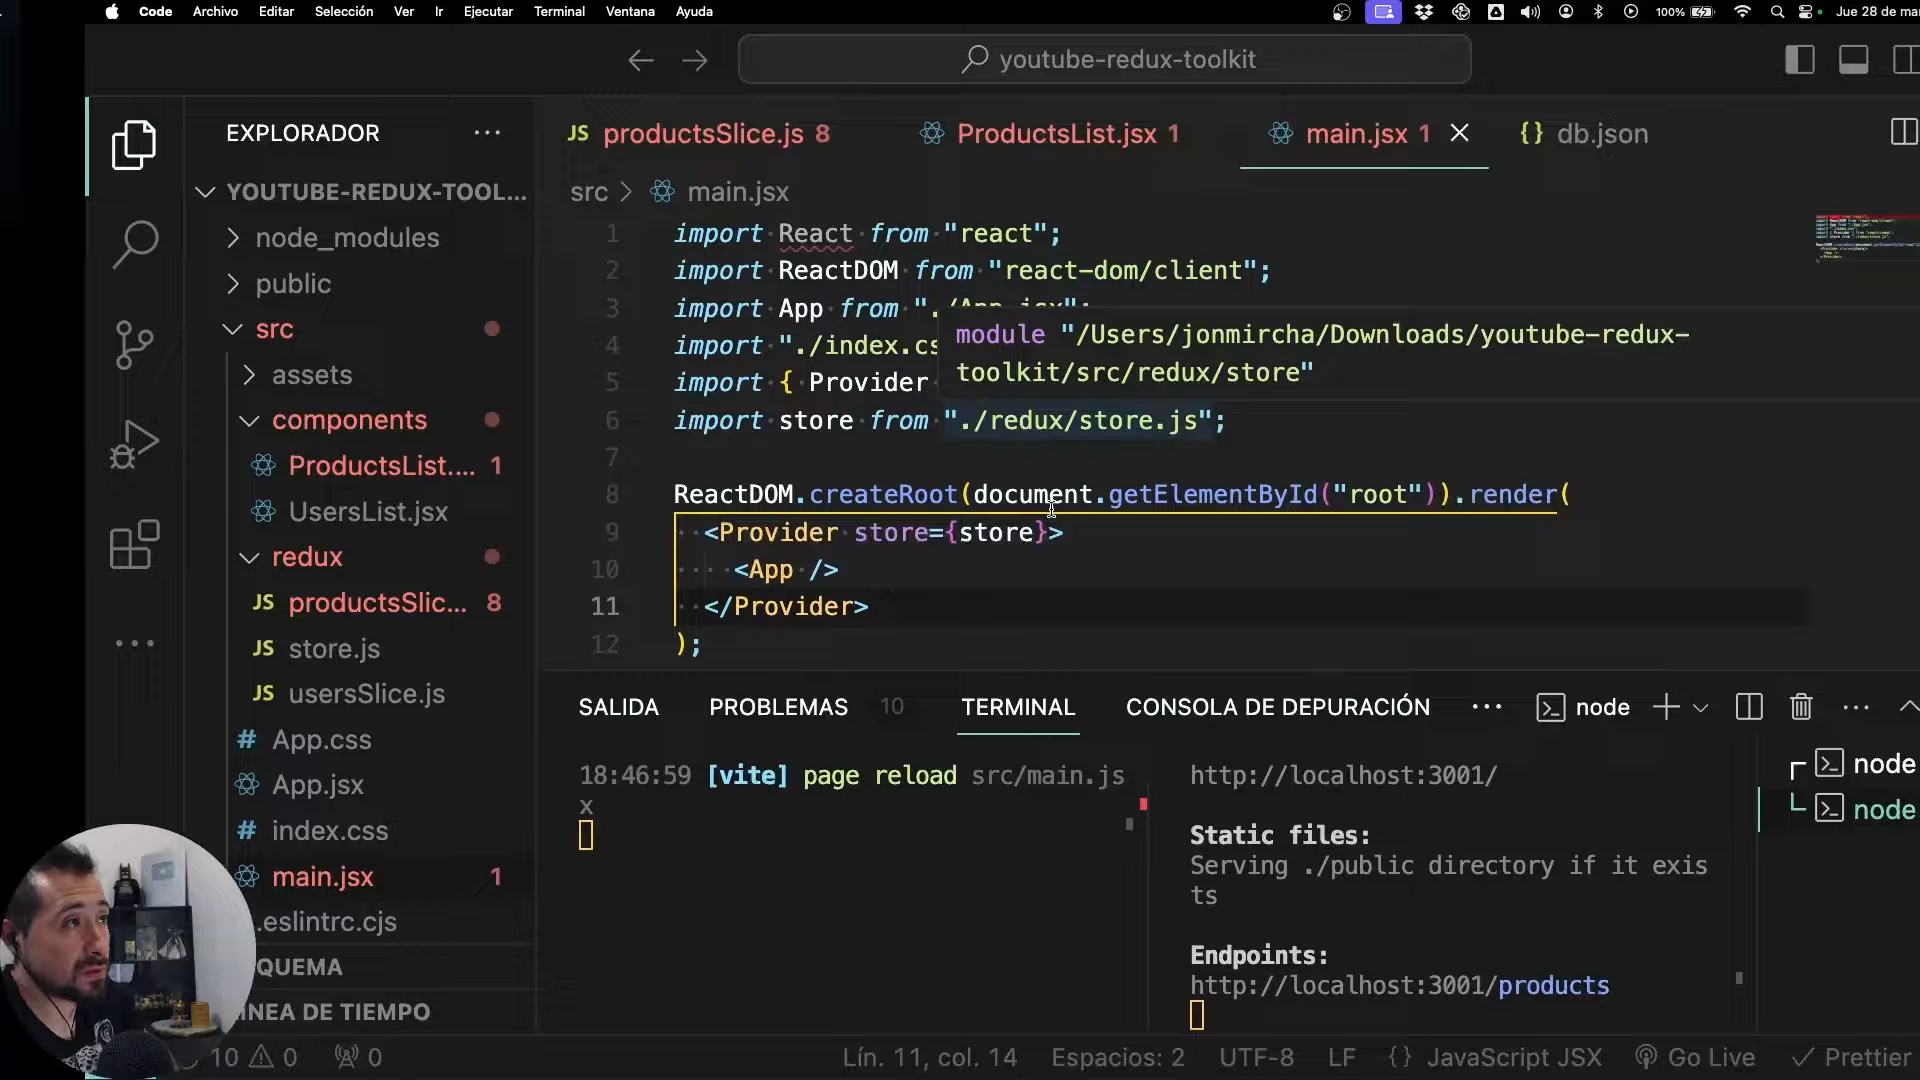 Code Archivo Editar Selección Ver Ir Ejecutar Terminal Ventana Ayuda 100% Jue 28 de mar
youtube-redux-toolkit
EXPLORADOR
YOUTUBE-REDUX-TOOL...
node_modules
public
src
assets
components
ProductsList.... 1
UsersList.jsx
redux
JS productsSlic... 8
JS store.js
JS usersSlice.js
# App.css
App.jsx
# index.css
main.jsx 1
.eslintrc.cjs
QUEMA
NEA DE TIEMPO
JS productsSlice.js 8 ProductsList.jsx 1 main.jsx 1 {} db.json
src > main.jsx
1 import React from "react";
2 import ReactDOM from "react-dom/client";
3 import App from "./App.jsx";
4 import "./index.cs
5 import { Provider
6 import store from "./redux/store.js";
7
8 ReactDOM.createRoot(document.getElementById("root")).render(
9 <Provider store={store}>
10 <App />
11 </Provider>
12 );
module "/Users/jonmircha/Downloads/youtube-redux-
toolkit/src/redux/store"
SALIDA PROBLEMAS 10 TERMINAL CONSOLA DE DEPURACIÓN ... node
18:46:59 [vite] page reload src/main.js
x
http://localhost:3001/
Static files:
Serving ./public directory if it exis
ts
Endpoints:
http://localhost:3001/products
node
node
10 0 0 Lín. 11, col. 14 Espacios: 2 UTF-8 LF {} JavaScript JSX Go Live Prettier